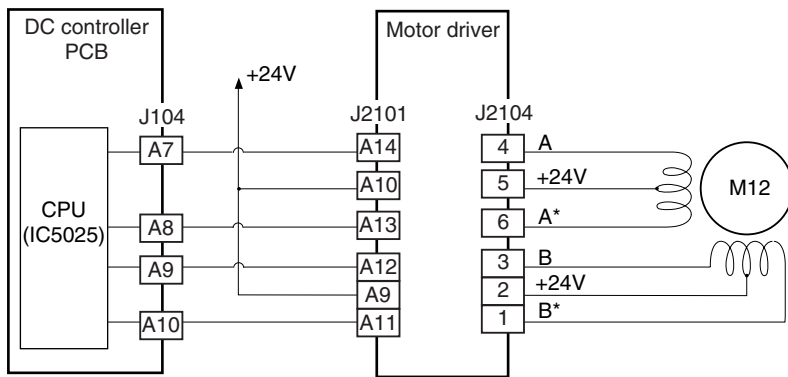 DC controller
PCB
Motor driver
+24V
J104
J2101
J2104
A7
A14
4
A
A10
5
+24V
M12
CPU
(IC5025)
A8
A13
6
A*
A9
A12
3
B
A9
2
+24V
A10
A11
1
B*